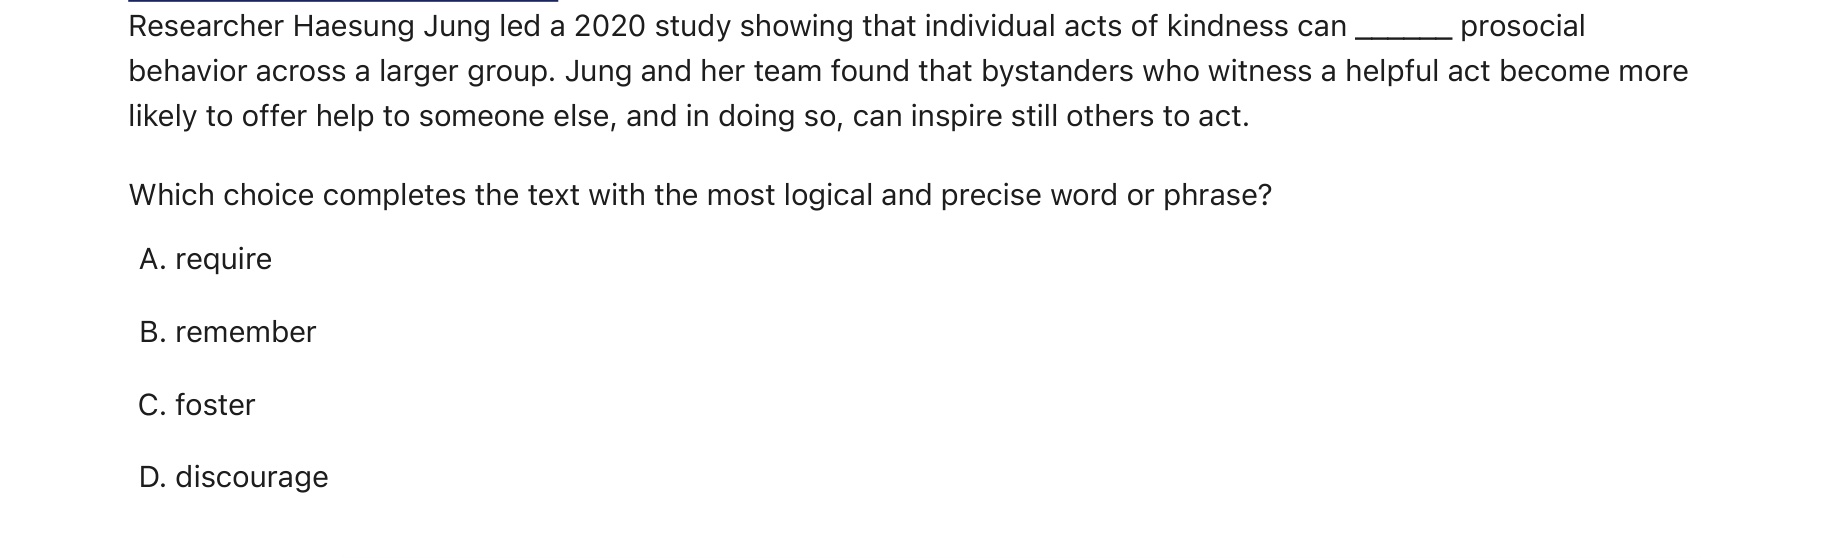 Researcher Haesung Jung led a 2020 study showing that individual acts of kindness can ______ prosocial
behavior across a larger group. Jung and her team found that bystanders who witness a helpful act become more
likely to offer help to someone else, and in doing so, can inspire still others to act.
Which choice completes the text with the most logical and precise word or phrase?
A. require
B. remember
C. foster
D. discourage